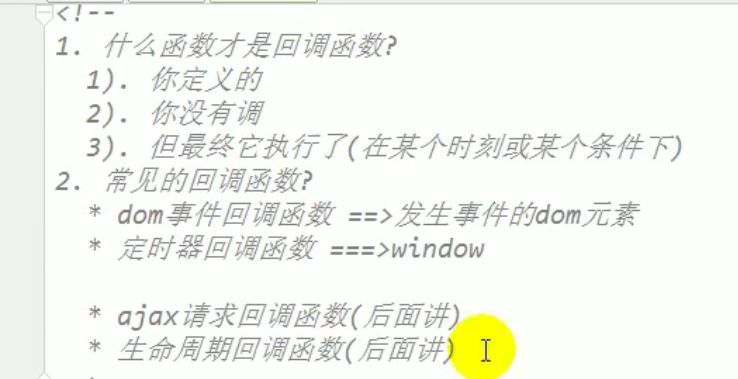 <!--
1. 什么函数才是回调函数?
1). 你定义的
2). 你没有调
3). 但最终它执行了(在某个时刻或某个条件下)
2. 常见的回调函数?
* dom事件回调函数 ==>发生事件的dom元素
* 定时器回调函数 ===>window
* ajax请求回调函数(后面讲)
* 生命周期回调函数(后面讲)